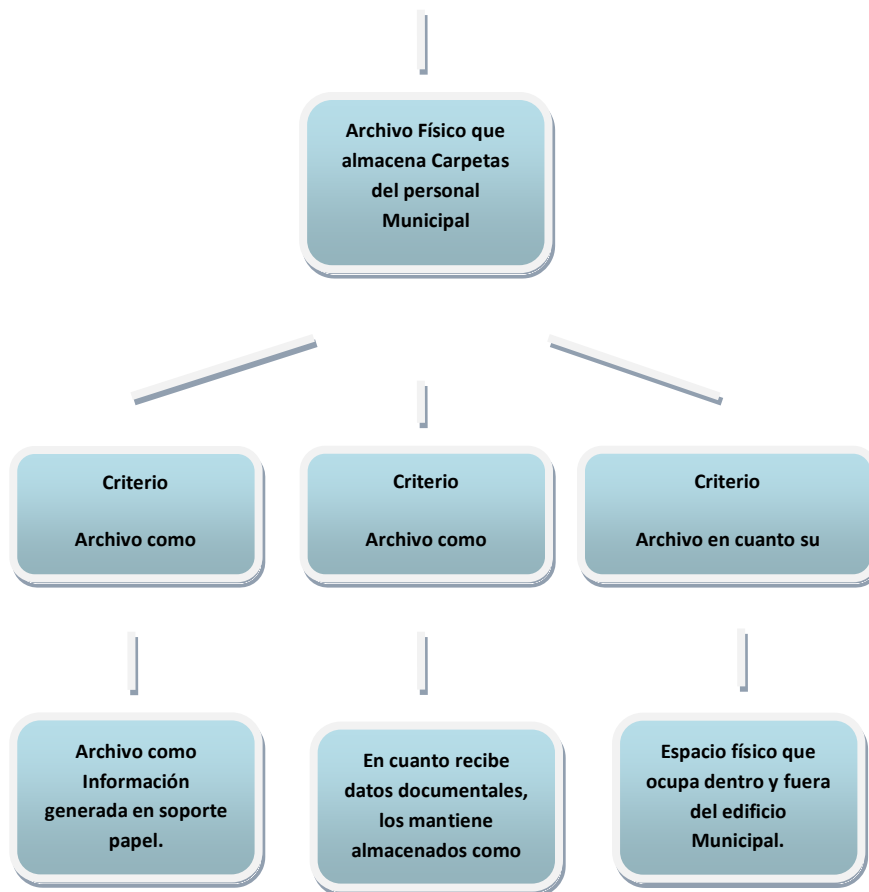 Archivo Físico que
almacena Carpetas
del personal
Municipal
Criterio
Archivo como
Criterio
Archivo como
Criterio
Archivo en cuanto su
Archivo como
Información
generada en soporte
papel.
En cuanto recibe
datos documentales,
los mantiene
almacenados como
Espacio físico que
ocupa dentro y fuera
del edificio
Municipal.